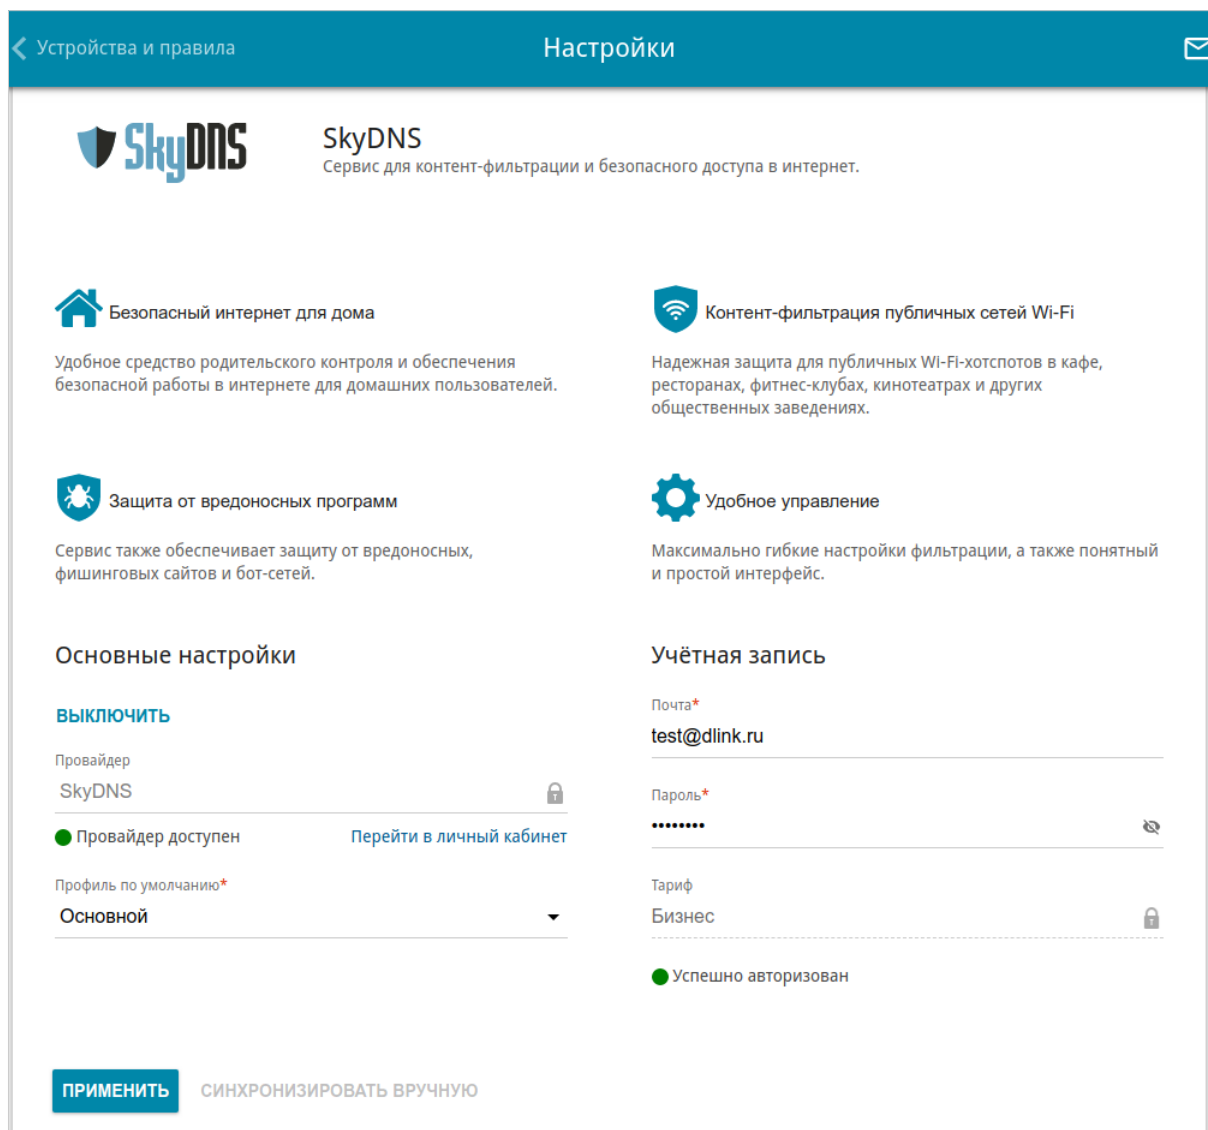 Устройства и правила
Настройки
SkyDNS
SkyDNS
Сервис для контент-фильтрации и безопасного доступа в интернет.
Безопасный интернет для дома
Удобное средство родительского контроля и обеспечения
безопасной работы в интернете для домашних пользователей.
Контент-фильтрация публичных сетей Wi-Fi
Надежная защита для публичных Wi-Fi-хотспотов в кафе,
ресторанах, фитнес-клубах, кинотеатрах и других
общественных заведениях.
Защита от вредоносных программ
Сервис также обеспечивает защиту от вредоносных,
фишинговых сайтов и бот-сетей.
Удобное управление
Максимально гибкие настройки фильтрации, а также понятный
и простой интерфейс.
Основные настройки
ВЫКЛЮЧИТЬ
Провайдер
SkyDNS
Провайдер доступен
Перейти в личный кабинет
Профиль по умолчанию*
Основной
Учётная запись
Почта*
test@dlink.ru
Пароль*
••••••••
Тариф
Бизнес
Успешно авторизован
ПРИМЕНИТЬ
СИНХРОНИЗИРОВАТЬ ВРУЧНУЮ